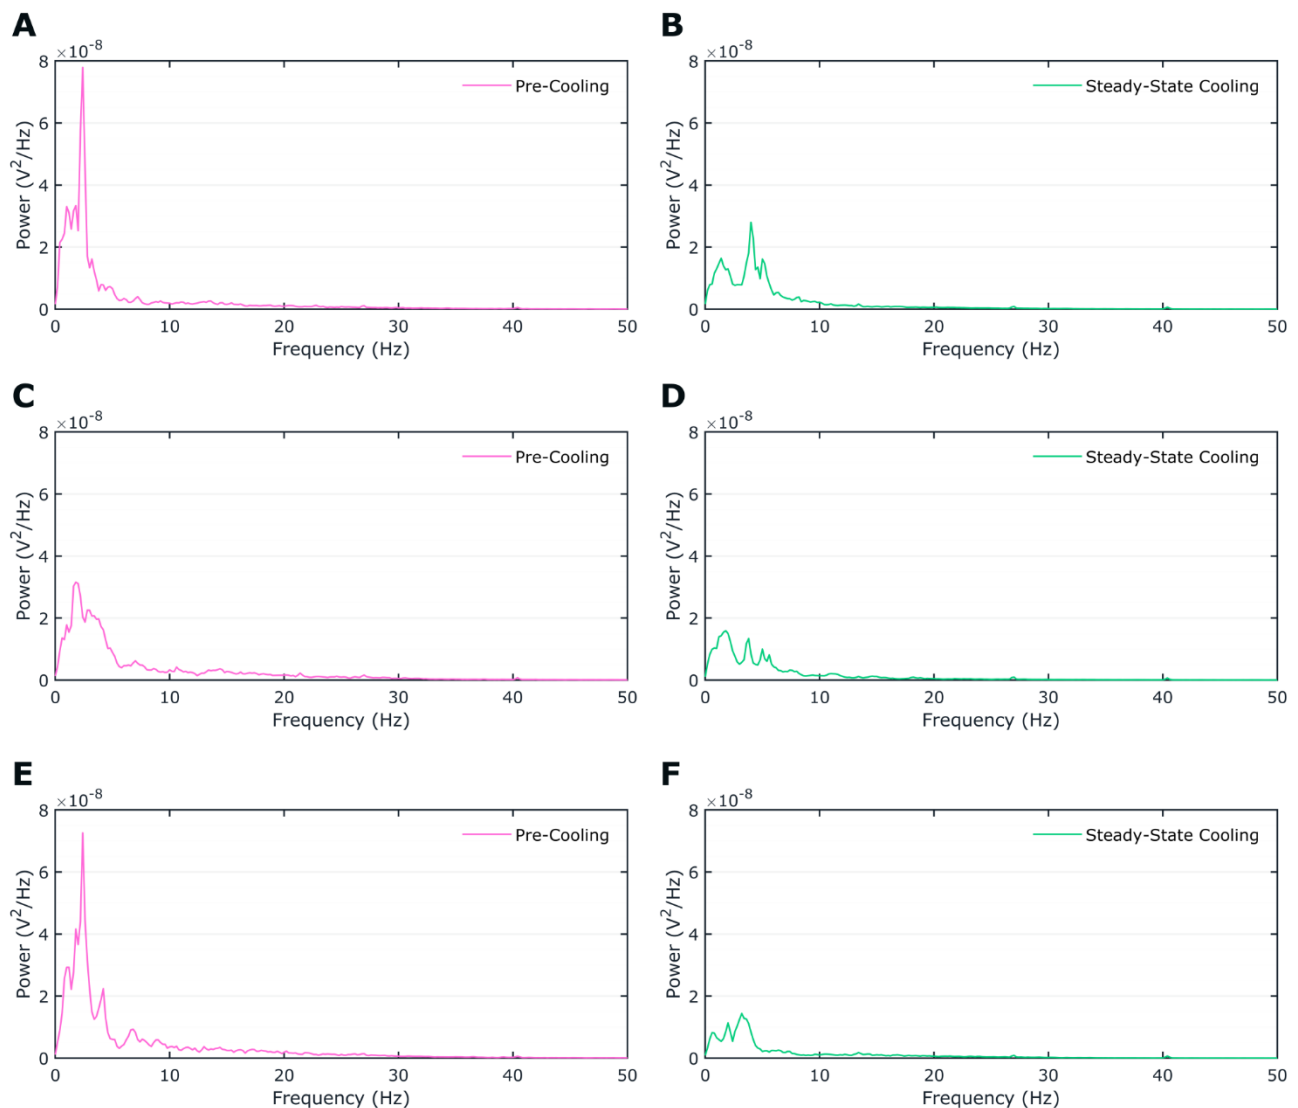 A
B
×10⁻⁸
×10⁻⁸
8
6
4
2
0
Power (V²/Hz)
Pre-Cooling
0 10 20 30 40 50
Frequency (Hz)
8
6
4
2
0
Power (V²/Hz)
Steady-State Cooling
0 10 20 30 40 50
Frequency (Hz)
C
D
×10⁻⁸
×10⁻⁸
8
6
4
2
0
Power (V²/Hz)
Pre-Cooling
0 10 20 30 40 50
Frequency (Hz)
8
6
4
2
0
Power (V²/Hz)
Steady-State Cooling
0 10 20 30 40 50
Frequency (Hz)
E
F
×10⁻⁸
×10⁻⁸
8
6
4
2
0
Power (V²/Hz)
Pre-Cooling
0 10 20 30 40 50
Frequency (Hz)
8
6
4
2
0
Power (V²/Hz)
Steady-State Cooling
0 10 20 30 40 50
Frequency (Hz)